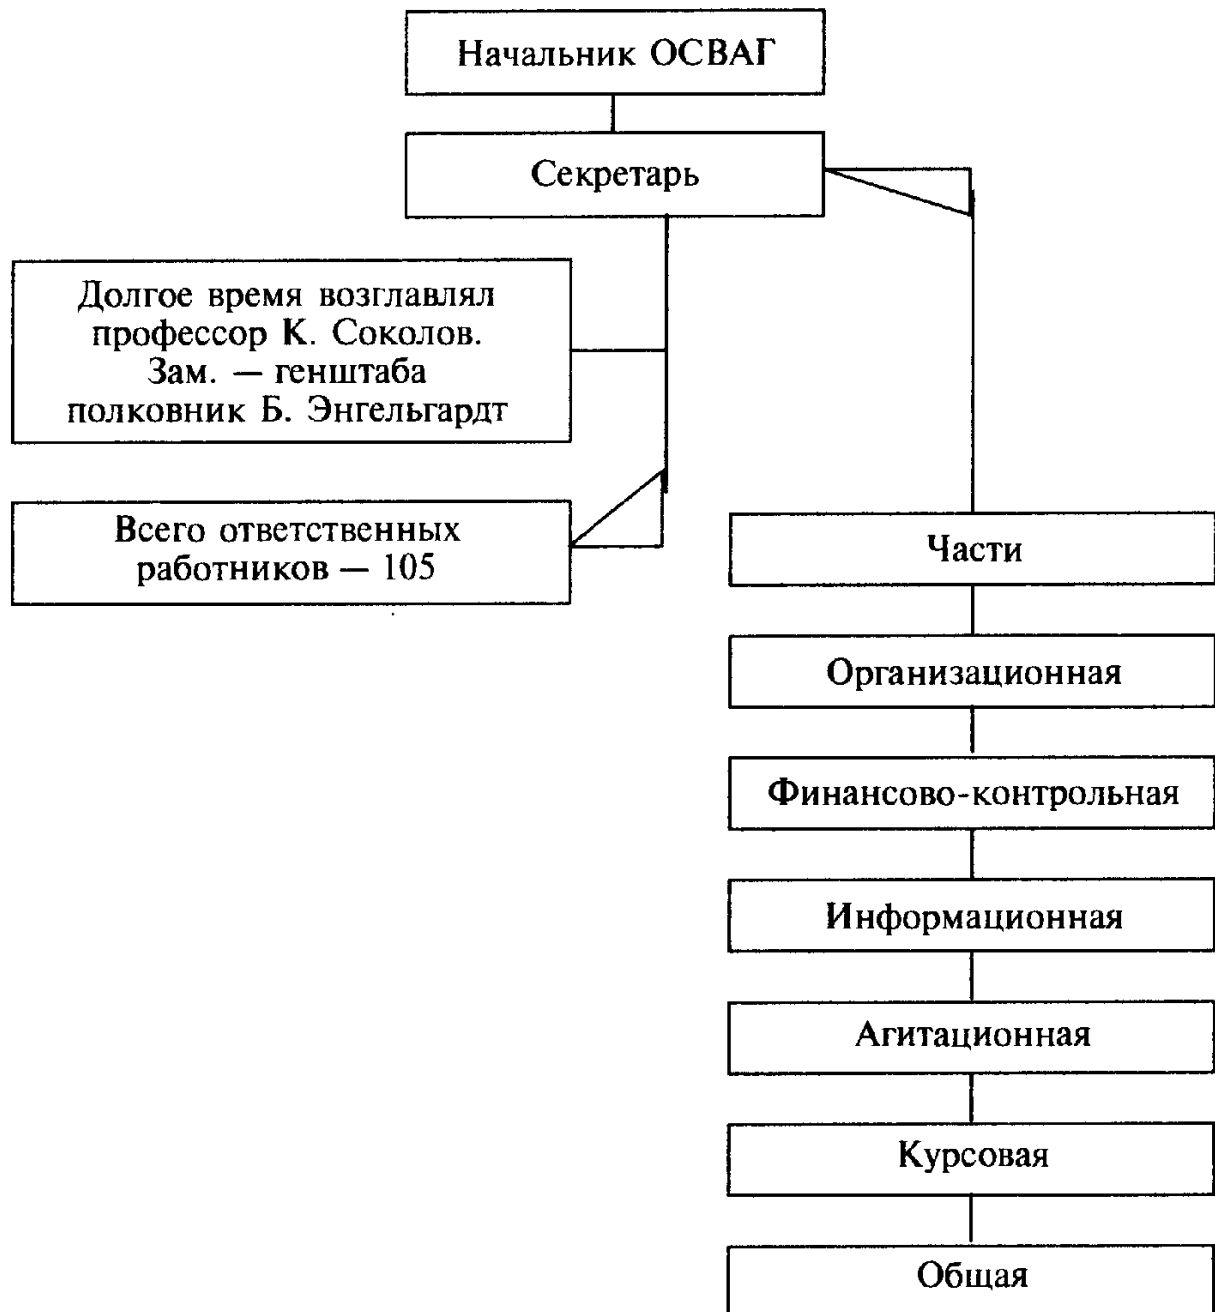 Начальник ОСВАГ
Секретарь
Долгое время возглавлял
профессор К. Соколов.
Зам. — генштаба
полковник Б. Энгельгардт
Всего ответственных
работников — 105
Части
Организационная
Финансово-контрольная
Информационная
Агитационная
Курсовая
Общая